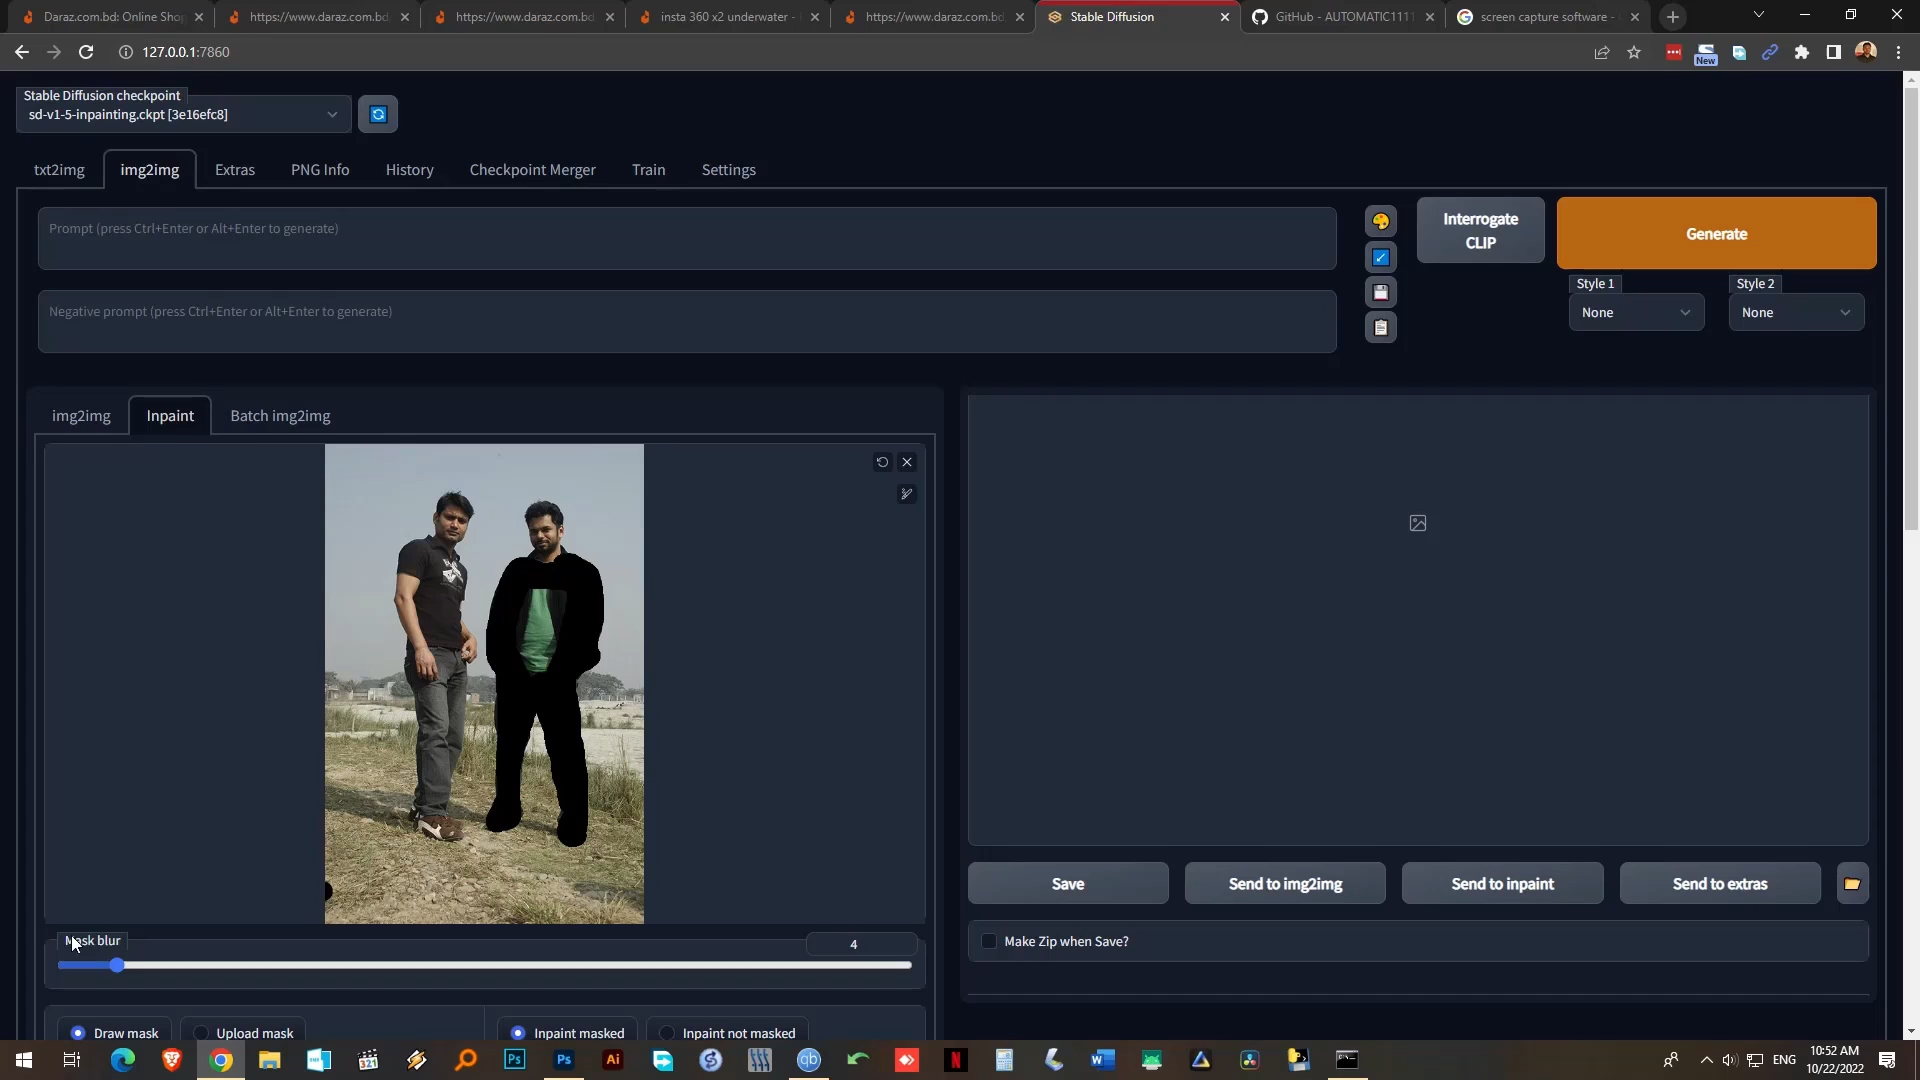 Daraz.com.bd: Online Shop
https://www.daraz.com.bd
https://www.daraz.com.bd
insta 360 x2 underwater -
https://www.daraz.com.bd
Stable Diffusion
GitHub - AUTOMATIC1111
screen capture software -
127.0.0.1:7860
New
Stable Diffusion checkpoint
sd-v1-5-inpainting.ckpt [3e16efc8]
txt2img
img2img
Extras
PNG Info
History
Checkpoint Merger
Train
Settings
Prompt (press Ctrl+Enter or Alt+Enter to generate)
Interrogate
CLIP
Generate
Negative prompt (press Ctrl+Enter or Alt+Enter to generate)
Style 1
None
Style 2
None
img2img
Inpaint
Batch img2img
Mask blur
4
Draw mask
Upload mask
Inpaint masked
Inpaint not masked
Save
Send to img2img
Send to inpaint
Send to extras
Make Zip when Save?
321
Ps
Ps
Ai
qb
N
ENG
10:52 AM
10/22/2022